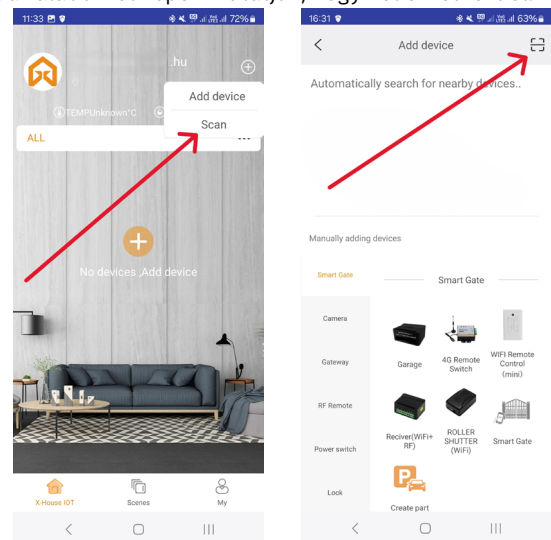 11:33
72%
.hu
Add device
TEMPUnknown°C
Scan
ALL
No devices ,Add device
X-House IOT
Scenes
My
16:31
63%
Add device
Automatically search for nearby devices..
Manually adding devices
Smart Gate
Smart Gate
Camera
Gateway
Garage
4G Remote Switch
WIFI Remote Control (mini)
RF Remote
Power switch
Reciver(WiFi+ RF)
ROLLER SHUTTER (WiFi)
Smart Gate
Lock
Create part